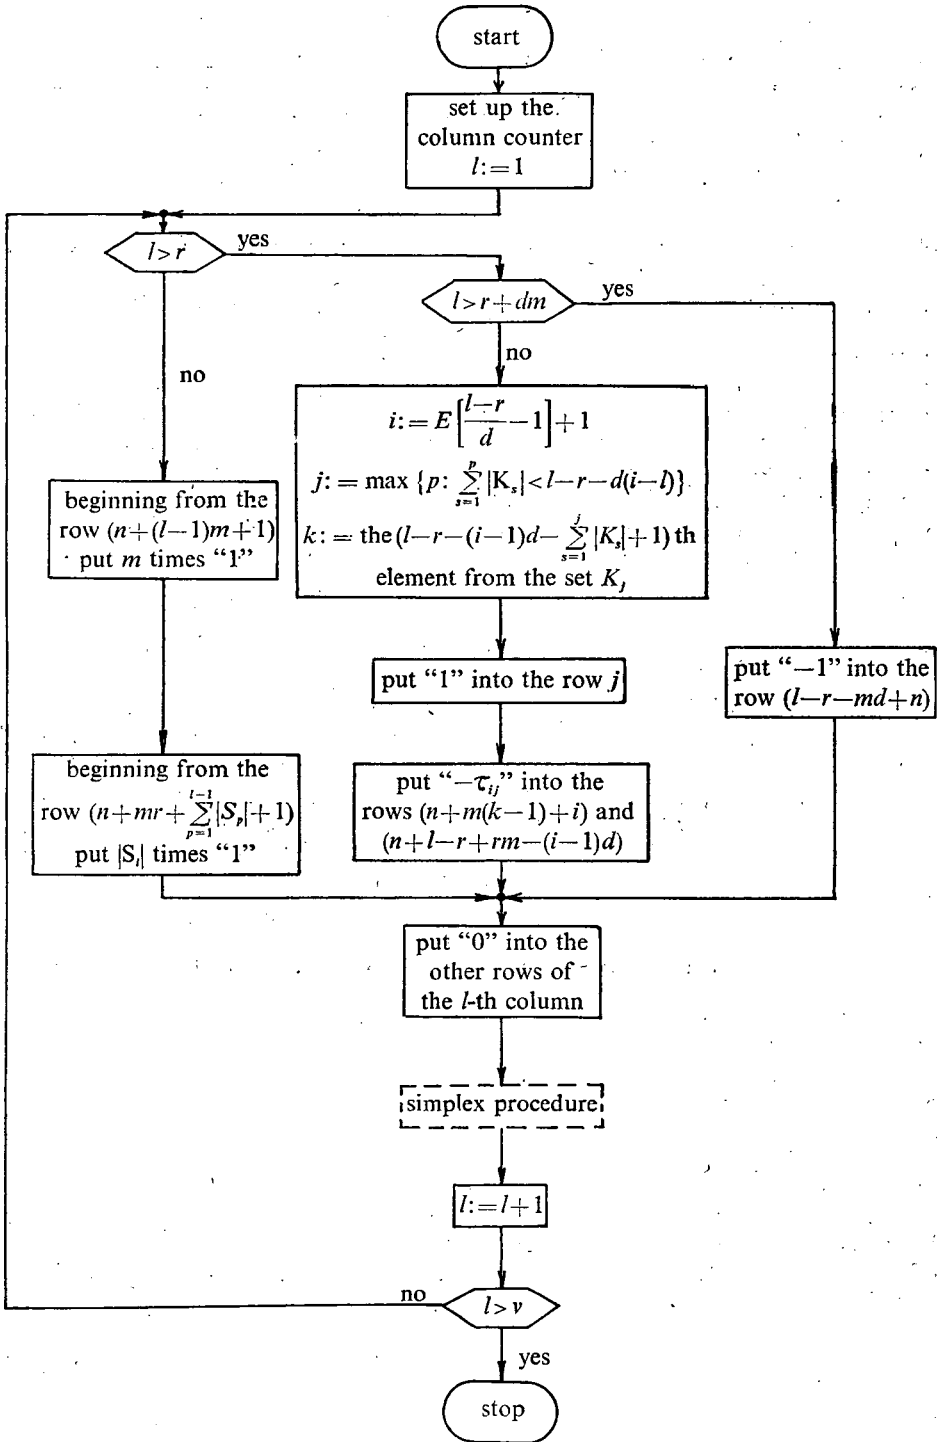 start
set up the
column counter
l:=1
l>r
yes
no
l>r+dm
yes
no
i:=E[(l−r)/d−1]+1
j:=max {p: ∑_{s=1}^{p}|K_s|<l−r−d(i−l)}
k:=the(l−r−(i−1)d−∑_{s=1}^{j}|K_s|+1)th
element from the set K_j
beginning from the
row (n+(l−1)m+1)
put m times “1”
put “1” into the row j
put “−1” into the
row (l−r−md+n)
beginning from the
row (n+mr+∑_{p=1}^{l−1}|S_p|+1)
put |S_l| times “1”
put “−τ_{ij}” into the
rows (n+m(k−1)+i) and
(n+l−r+rm−(i−1)d)
put “0” into the
other rows of
the l-th column
simplex procedure
l:=l+1
no
l>v
yes
stop